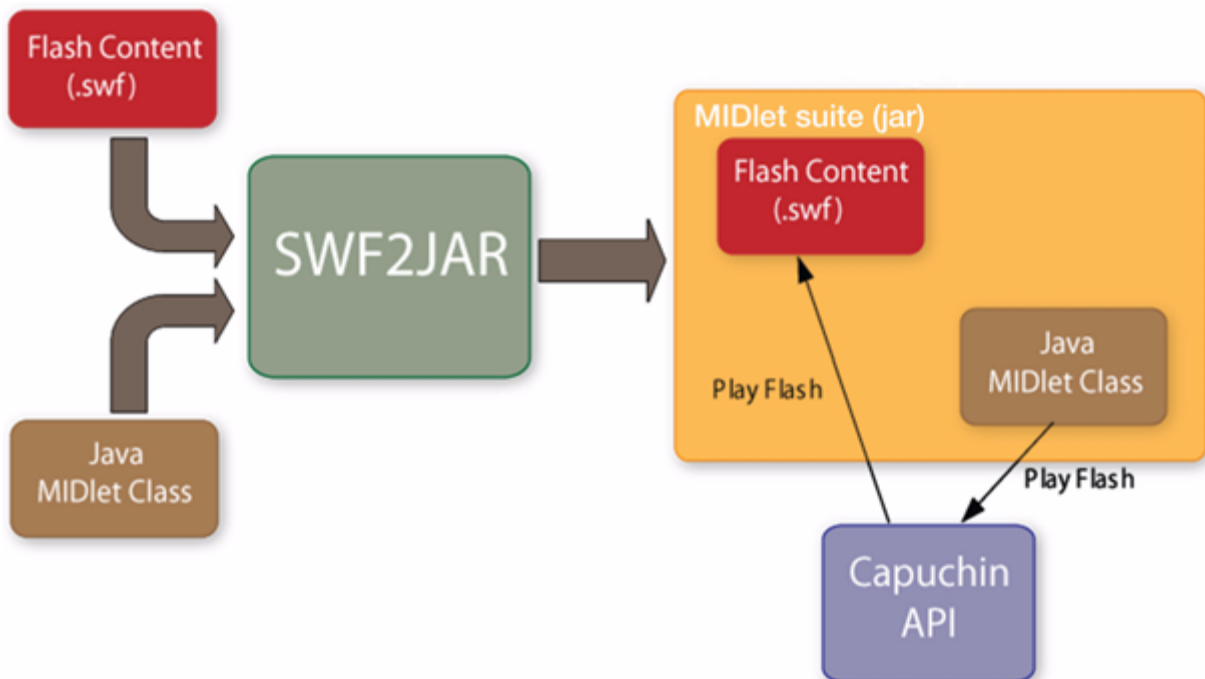 Flash Content
(.swf)
SWF2JAR
Java
MIDlet Class
MIDlet suite (jar)
Flash Content
(.swf)
Java
MIDlet Class
Play Flash
Play Flash
Capuchin
API